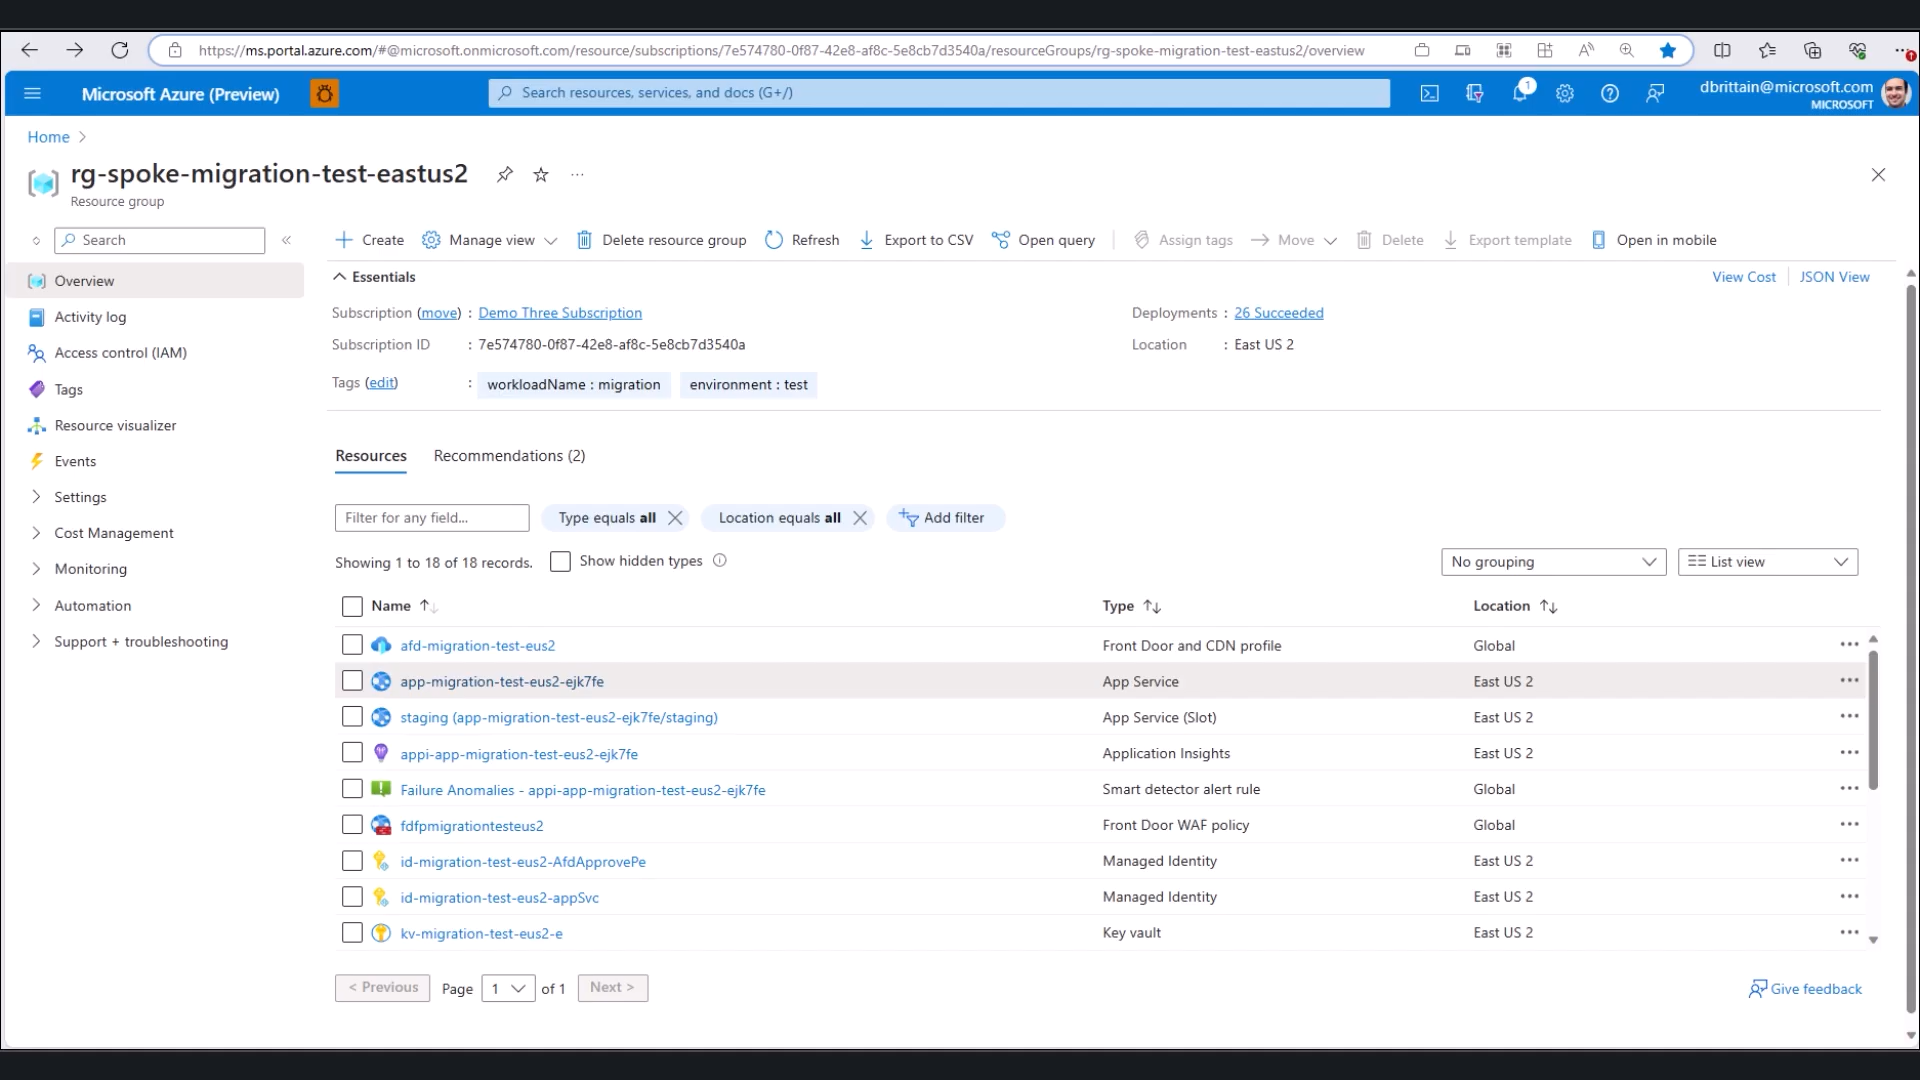 https://ms.portal.azure.com/#@microsoft.onmicrosoft.com/resource/subscriptions/7e574780-0f87-42e8-af8c-5e8cb7d3540a/resourceGroups/rg-spoke-migration-test-eastus2/overview
Microsoft Azure (Preview)
Search resources, services, and docs (G+/)
1
dbrittain@microsoft.com
MICROSOFT
Home
rg-spoke-migration-test-eastus2
Resource group
Search
Create
Manage view
Delete resource group
Refresh
Export to CSV
Open query
Assign tags
Move
Delete
Export template
Open in mobile
Overview
Activity log
Access control (IAM)
Tags
Resource visualizer
Events
Settings
Cost Management
Monitoring
Automation
Support + troubleshooting
Essentials
View Cost
JSON View
Subscription (move) : Demo Three Subscription
Deployments : 26 Succeeded
Subscription ID : 7e574780-0f87-42e8-af8c-5e8cb7d3540a
Location : East US 2
Tags (edit) : workloadName : migration environment : test
Resources
Recommendations (2)
Filter for any field...
Type equals all
Location equals all
Add filter
Showing 1 to 18 of 18 records.
Show hidden types
No grouping
List view
Name Type Location
afd-migration-test-eus2 Front Door and CDN profile Global
app-migration-test-eus2-ejk7fe App Service East US 2
staging (app-migration-test-eus2-ejk7fe/staging) App Service (Slot) East US 2
appi-app-migration-test-eus2-ejk7fe Application Insights East US 2
Failure Anomalies - appi-app-migration-test-eus2-ejk7fe Smart detector alert rule Global
fdfpmigrationtesteus2 Front Door WAF policy Global
id-migration-test-eus2-AfdApprovePe Managed Identity East US 2
id-migration-test-eus2-appSvc Managed Identity East US 2
kv-migration-test-eus2-e Key vault East US 2
< Previous Page 1 of 1 Next >
Give feedback